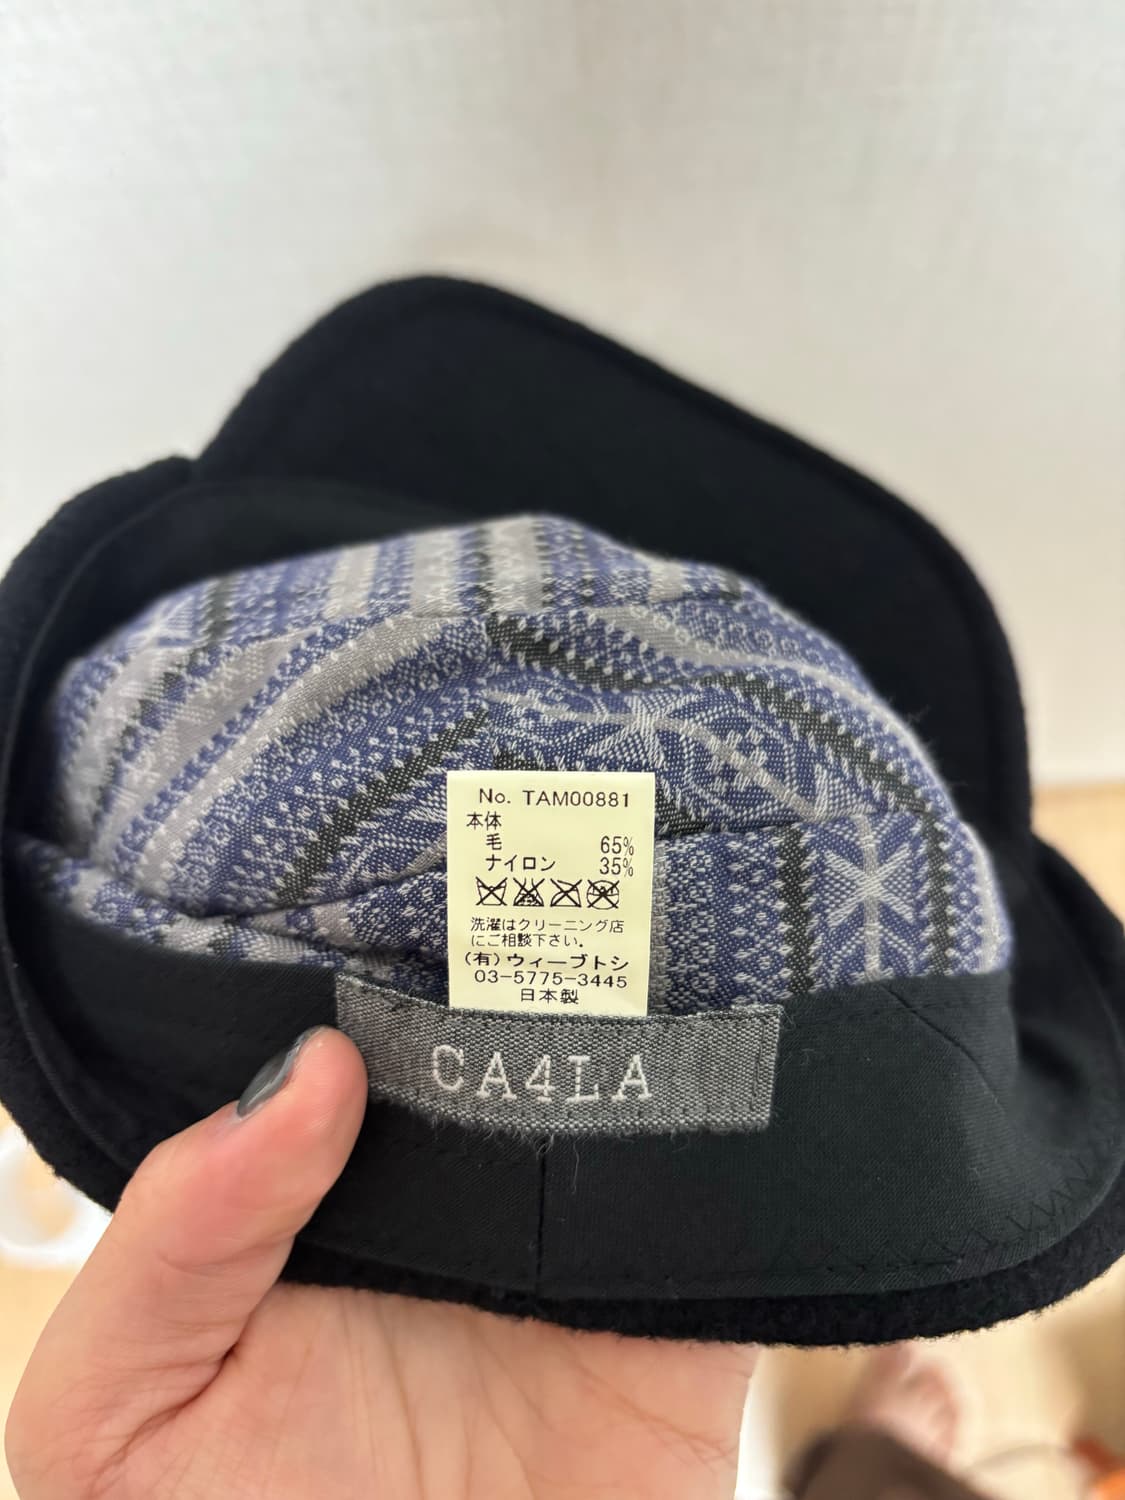 No. TAM00881
本体
毛 65%
ナイロン 35%
洗濯はクリーニング店
にご相談下さい。
(有)ウィーブトシ
03-5775-3445
日本製
CA4LA